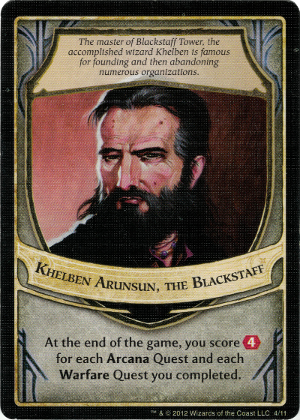 The master of Blackstaff Tower, the
accomplished wizard Khelben is famous
for founding and then abandoning
numerous organizations.
Khelben Arunsun, the Blackstaff
At the end of the game, you score 4
for each Arcana Quest and each
Warfare Quest you completed.
™ & © 2012 Wizards of the Coast LLC 4/11